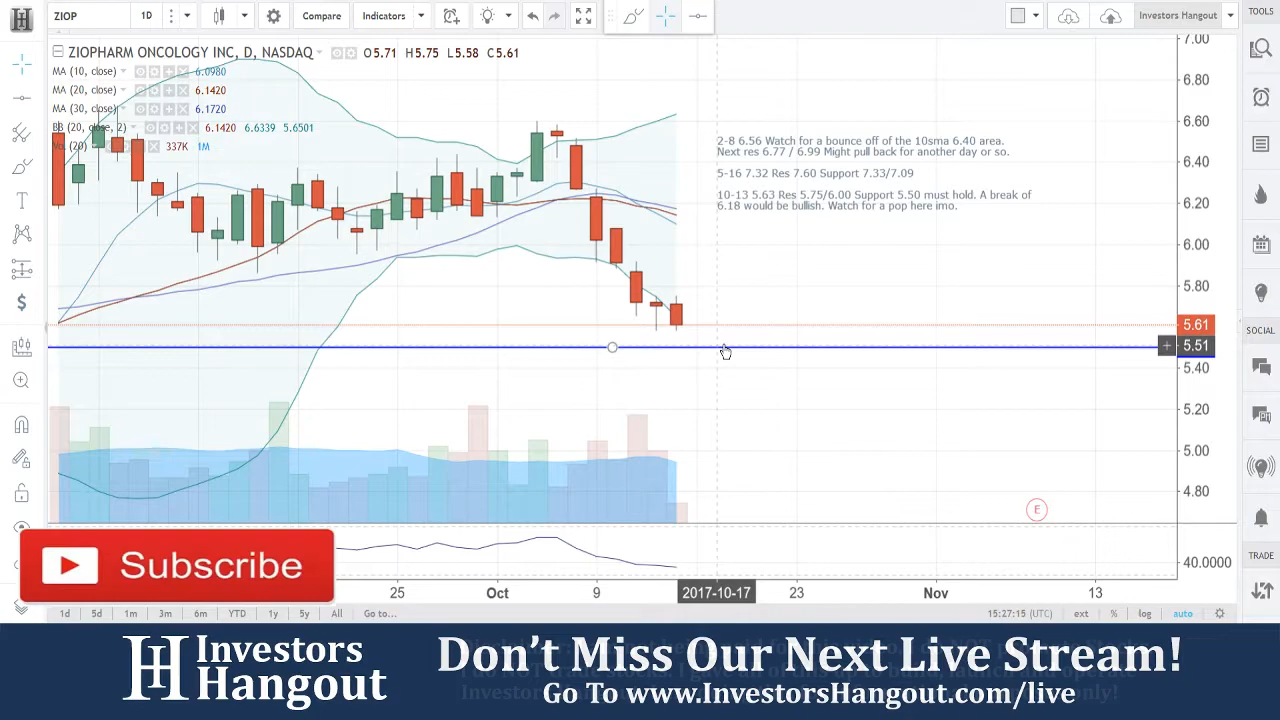 ZIOP 1D Compare Indicators Investors Hangout TOOLS
ZIOPHARM ONCOLOGY INC, D, NASDAQ O5.71 H5.75 L5.58 C5.61
MA (10, close) 6.0980
MA (20, close) 6.1420
MA (30, close) 6.1720
BB (20, close, 2) 6.1420 6.6339 5.6501
Vol (20) 337K 1M
2-8 6.56 Watch for a bounce off of the 10sma 6.40 area.
Next res 6.77 / 6.99 Might pull back for another day or so.
5-16 7.32 Res 7.60 Support 7.33/7.09
10-13 5.63 Res 5.75/6.00 Support 5.50 must hold. A break of
6.18 would be bullish. Watch for a pop here imo.
7.00
6.80
6.60
6.40
6.20
6.00
5.80
5.61
5.51
5.40
5.20
5.00
4.80
40.0000
E
SOCIAL
TRADE
Subscribe
25 Oct 9 2017-10-17 23 Nov 13
1d 5d 1m 3m 6m YTD 1y 5y All Go to... 15:27:15 (UTC) ext % log auto
Investors
Hangout
Don't Miss Our Next Live Stream!
Go To www.InvestorsHangout.com/live